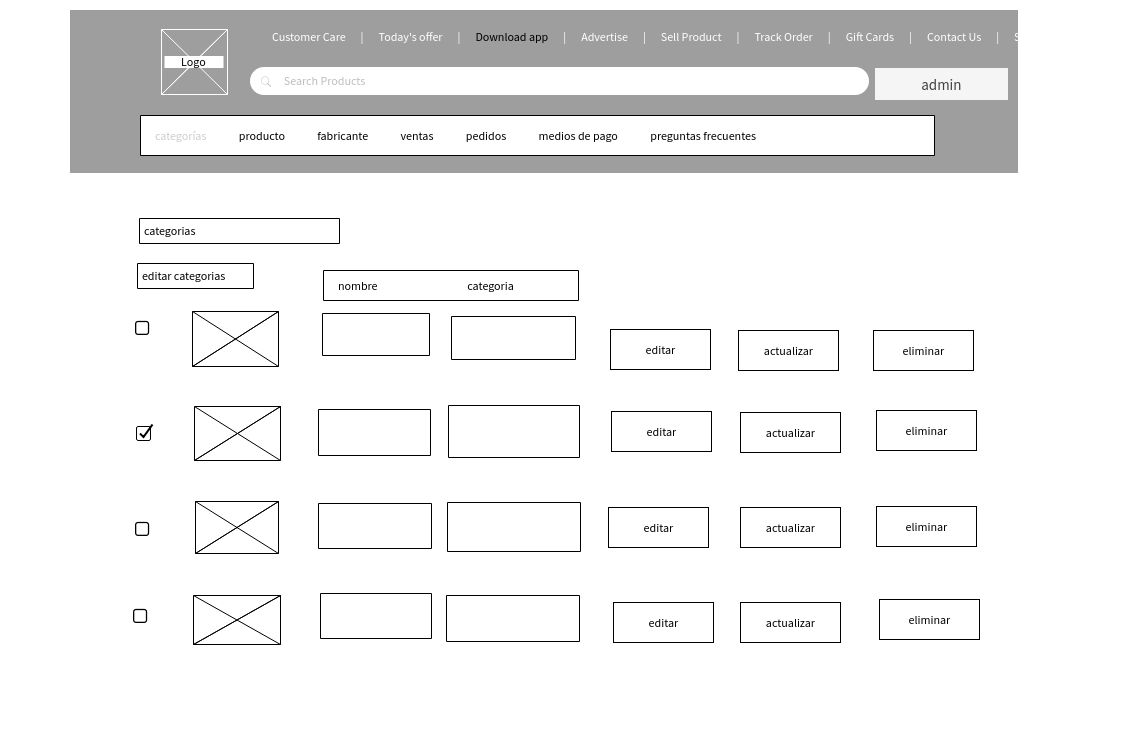 Customer Care | Today's offer | Download app | Advertise | Sell Product | Track Order | Gift Cards | Contact Us | S
Logo
Search Products
admin
categorías producto fabricante ventas pedidos medios de pago preguntas frecuentes
categorias
editar categorias
nombre categoria
editar actualizar eliminar
editar actualizar eliminar
editar actualizar eliminar
editar actualizar eliminar